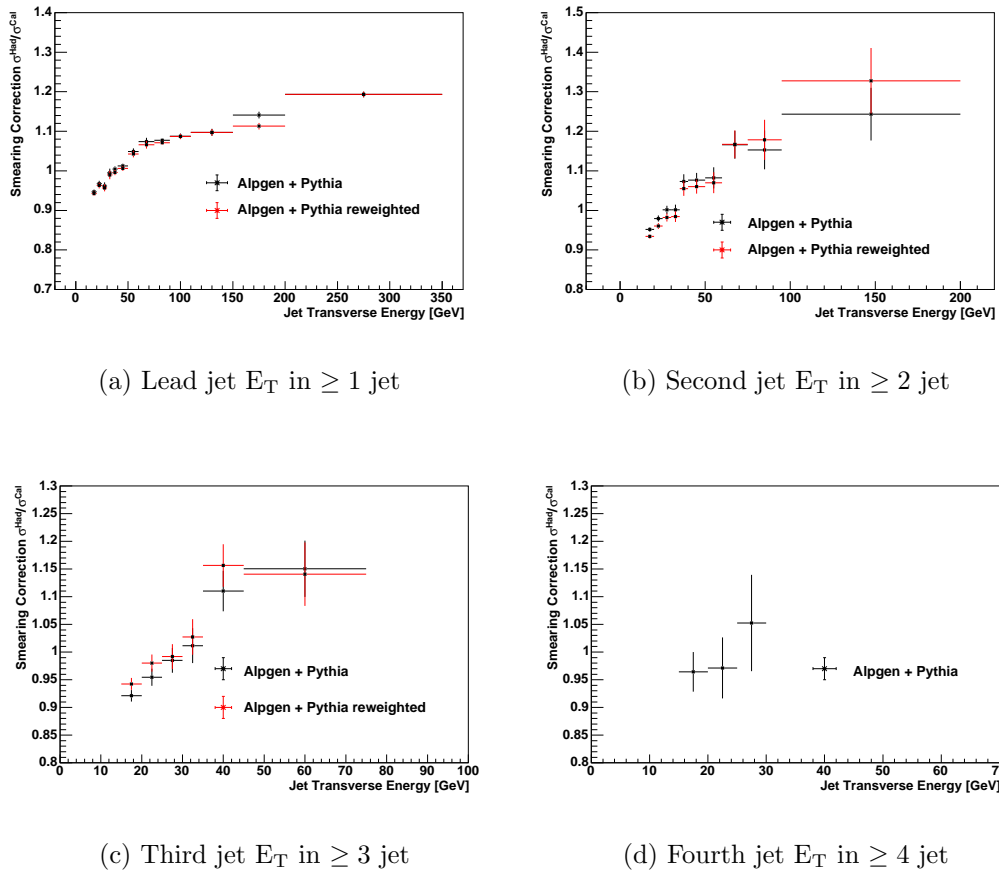 Smearing Correction σ^Had/σ^Cal
1.4
1.3
1.2
1.1
1
0.9
0.8
0.7
Alpgen + Pythia
Alpgen + Pythia reweighted
0 50 100 150 200 250 300 350
Jet Transverse Energy [GeV]
(a) Lead jet E_T in ≥ 1 jet
Smearing Correction σ^Had/σ^Cal
1.5
1.4
1.3
1.2
1.1
1
0.9
0.8
Alpgen + Pythia
Alpgen + Pythia reweighted
0 50 100 150 200
Jet Transverse Energy [GeV]
(b) Second jet E_T in ≥ 2 jet
Smearing Correction σ^Had/σ^Cal
1.3
1.25
1.2
1.15
1.1
1.05
1
0.95
0.9
0.85
0.8
Alpgen + Pythia
Alpgen + Pythia reweighted
0 10 20 30 40 50 60 70 80 90 100
Jet Transverse Energy [GeV]
(c) Third jet E_T in ≥ 3 jet
Smearing Correction σ^Had/σ^Cal
1.3
1.25
1.2
1.15
1.1
1.05
1
0.95
0.9
0.85
0.8
Alpgen + Pythia
0 10 20 30 40 50 60 70
Jet Transverse Energy [GeV]
(d) Fourth jet E_T in ≥ 4 jet